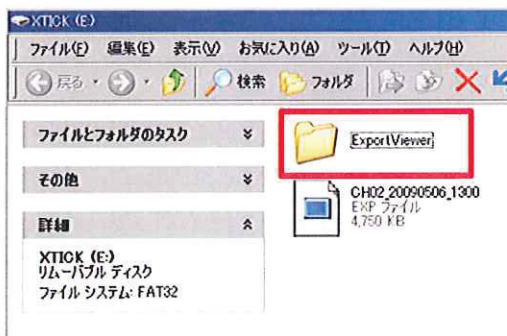 XTICK (E:)
ファイル(F) 編集(E) 表示(V) お気に入り(A) ツール(T) ヘルプ(H)
戻る 検索 フォルダ
ファイルとフォルダのタスク
その他
詳細
XTICK (E:)
リムーバブル ディスク
ファイル システム: FAT32
ExportViewer
CH02_20090506_1300
EXP ファイル
4,750 KB